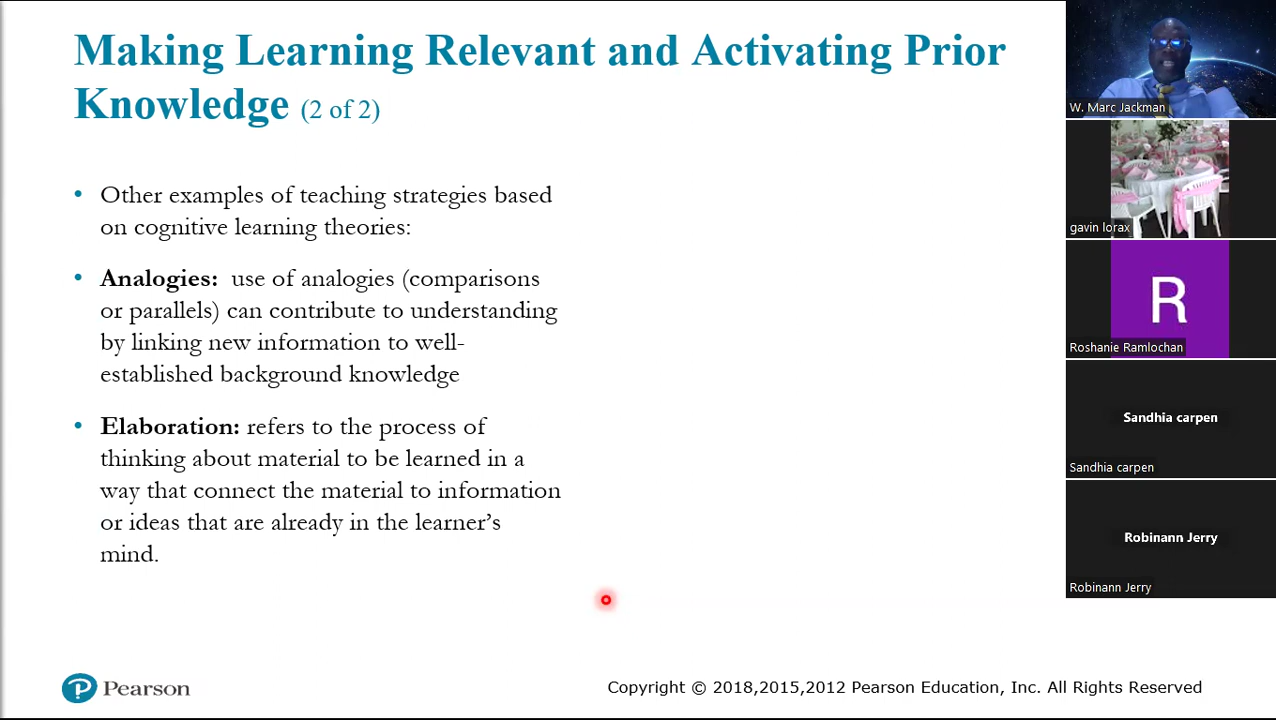 Making Learning Relevant and Activating Prior
Knowledge (2 of 2)
• Other examples of teaching strategies based
on cognitive learning theories:
• Analogies: use of analogies (comparisons
or parallels) can contribute to understanding
by linking new information to well-
established background knowledge
• Elaboration: refers to the process of
thinking about material to be learned in a
way that connect the material to information
or ideas that are already in the learner's
mind.
Pearson
Copyright © 2018,2015,2012 Pearson Education, Inc. All Rights Reserved
W. Marc Jackman
gavin lorax
R
Roshanie Ramlochan
Sandhia carpen
Sandhia carpen
Robinann Jerry
Robinann Jerry